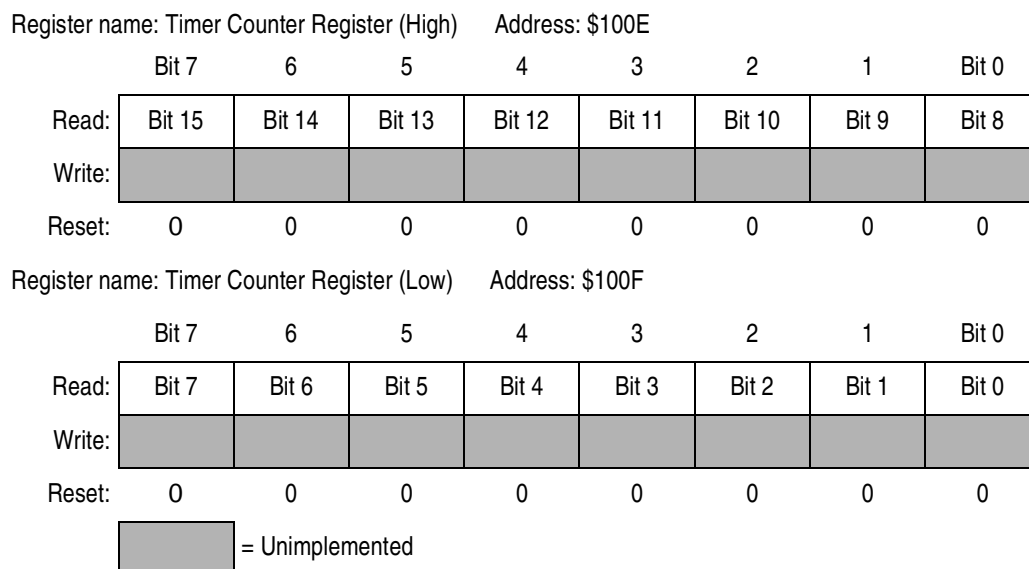 Register name: Timer Counter Register (High) Address: $100E
Bit 7 6 5 4 3 2 1 Bit 0
Read: Bit 15 Bit 14 Bit 13 Bit 12 Bit 11 Bit 10 Bit 9 Bit 8
Write:
Reset: 0 0 0 0 0 0 0 0
Register name: Timer Counter Register (Low) Address: $100F
Bit 7 6 5 4 3 2 1 Bit 0
Read: Bit 7 Bit 6 Bit 5 Bit 4 Bit 3 Bit 2 Bit 1 Bit 0
Write:
Reset: 0 0 0 0 0 0 0 0
= Unimplemented